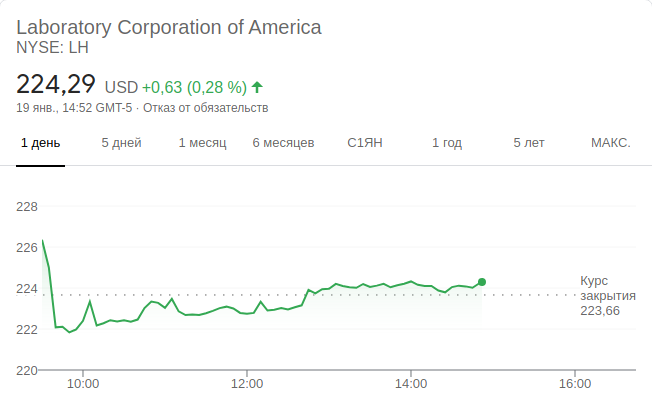 Laboratory Corporation of America
NYSE: LH
224,29 USD +0,63 (0,28 %)
19 янв., 14:52 GMT-5 · Отказ от обязательств
1 день 5 дней 1 месяц 6 месяцев С1ЯН 1 год 5 лет МАКС.
228
226
224
222
220
Курс
закрытия
223,66
10:00 12:00 14:00 16:00